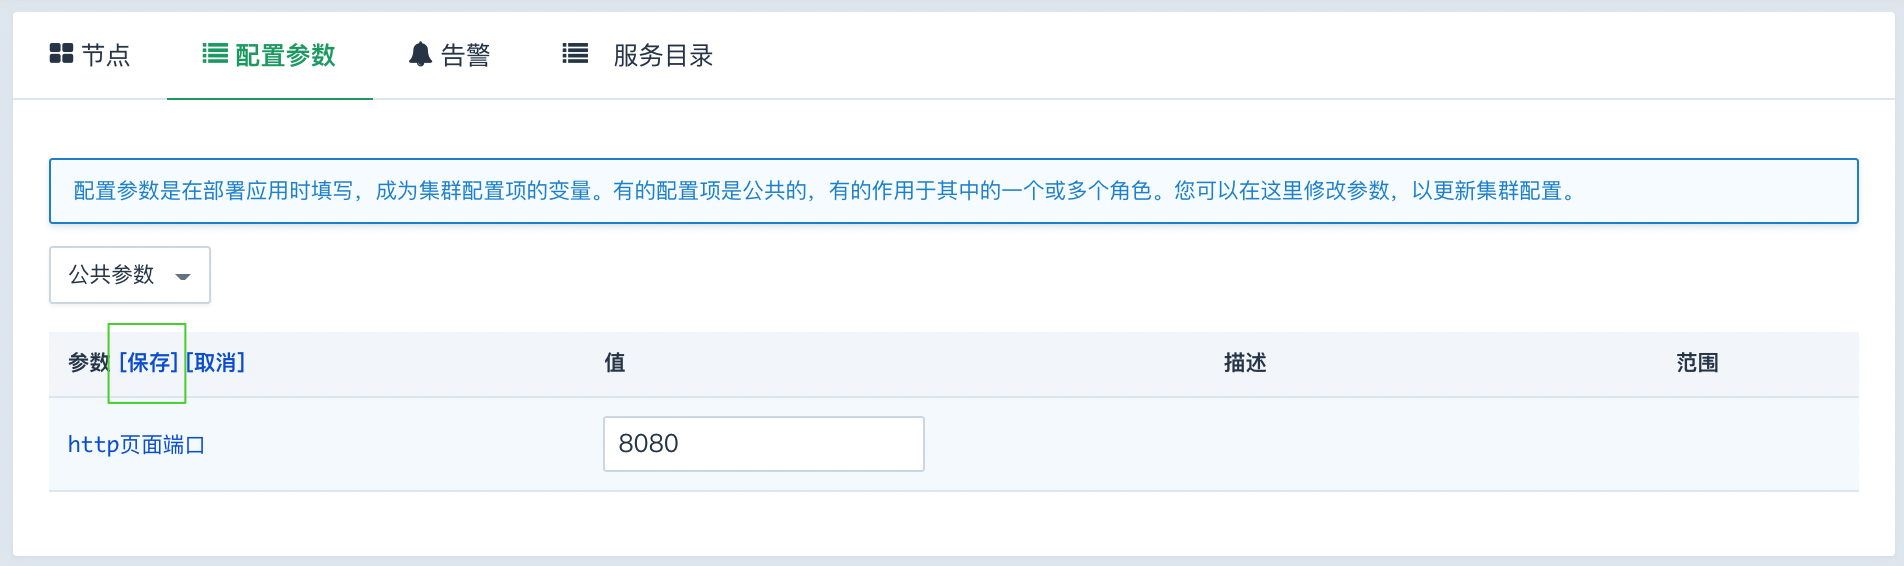 节点 配置参数 告警 服务目录
配置参数是在部署应用时填写，成为集群配置项的变量。有的配置项是公共的，有的作用于其中的一个或多个角色。您可以在这里修改参数，以更新集群配置。
公共参数
参数 [保存] [取消] 值 描述 范围
http页面端口 8080